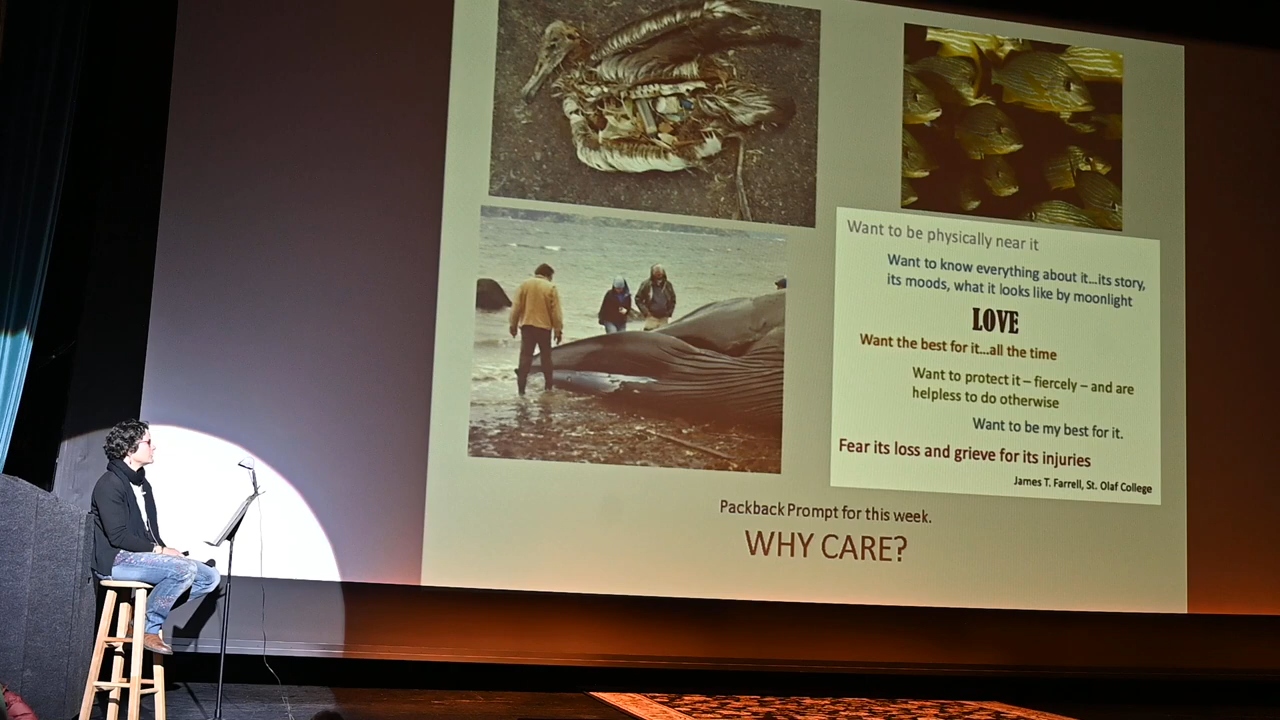 Want to be physically near it
Want to know everything about it...its story,
its moods, what it looks like by moonlight
LOVE
Want the best for it...all the time
Want to protect it – fiercely – and are
helpless to do otherwise
Want to be my best for it.
Fear its loss and grieve for its injuries
James T. Farrell, St. Olaf College
Packback Prompt for this week.
WHY CARE?